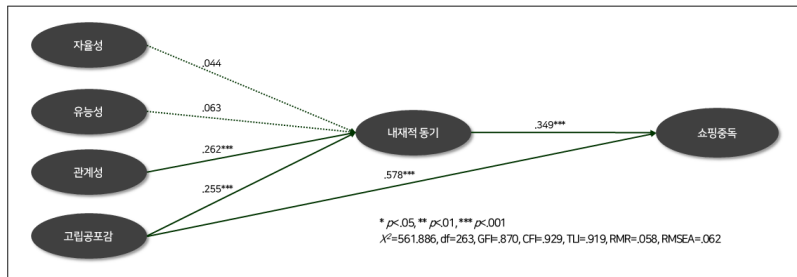 자율성
.044
유능성
.063
내재적 동기
.349***
쇼핑중독
관계성
.262***
.255***
.578***
고립공포감
* p<.05, ** p<.01, *** p<.001
X²=561.886, df=263, GFI=.870, CFI=.929, TLI=.919, RMR=.058, RMSEA=.062